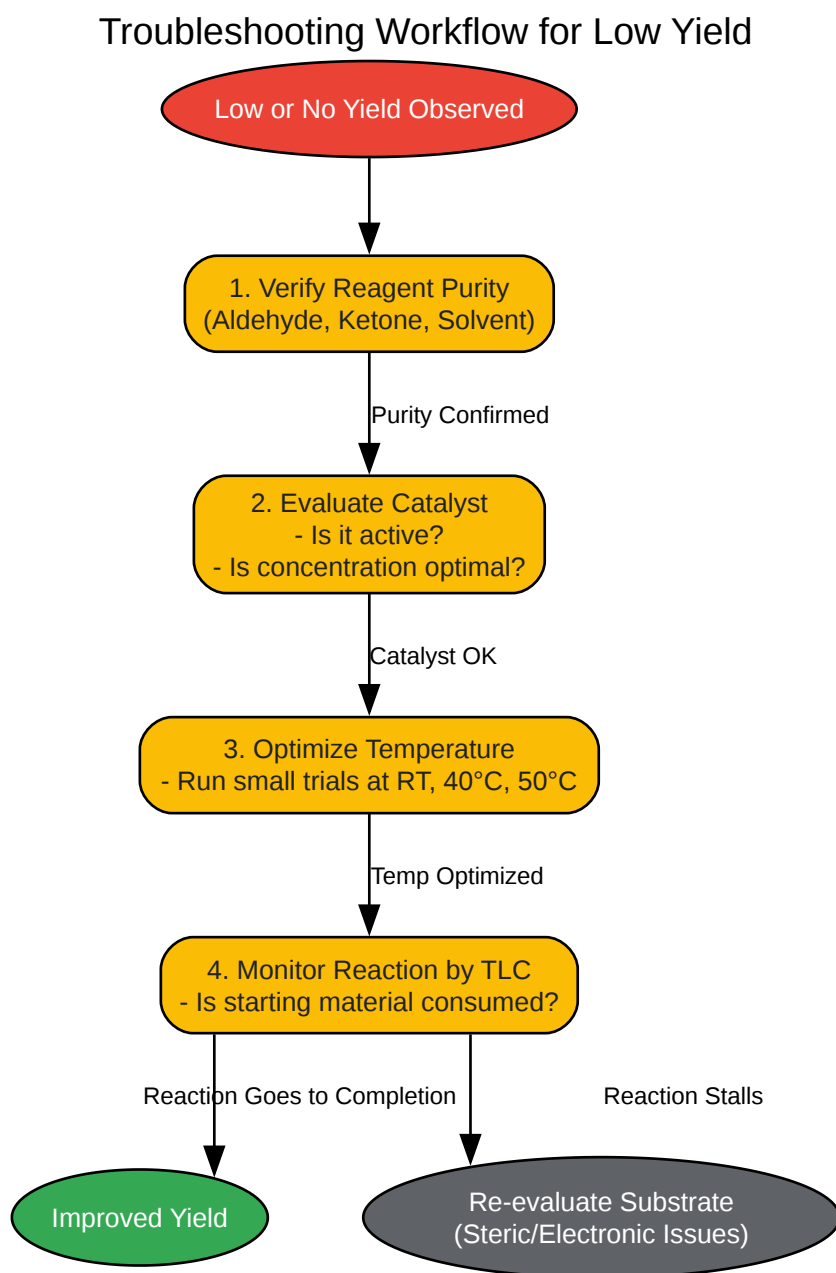 Troubleshooting Workflow for Low Yield
Low or No Yield Observed
1. Verify Reagent Purity
(Aldehyde, Ketone, Solvent)
Purity Confirmed
2. Evaluate Catalyst
- Is it active?
- Is concentration optimal?
Catalyst OK
3. Optimize Temperature
- Run small trials at RT, 40°C, 50°C
Temp Optimized
4. Monitor Reaction by TLC
- Is starting material consumed?
Reaction Goes to Completion
Reaction Stalls
Improved Yield
Re-evaluate Substrate
(Steric/Electronic Issues)